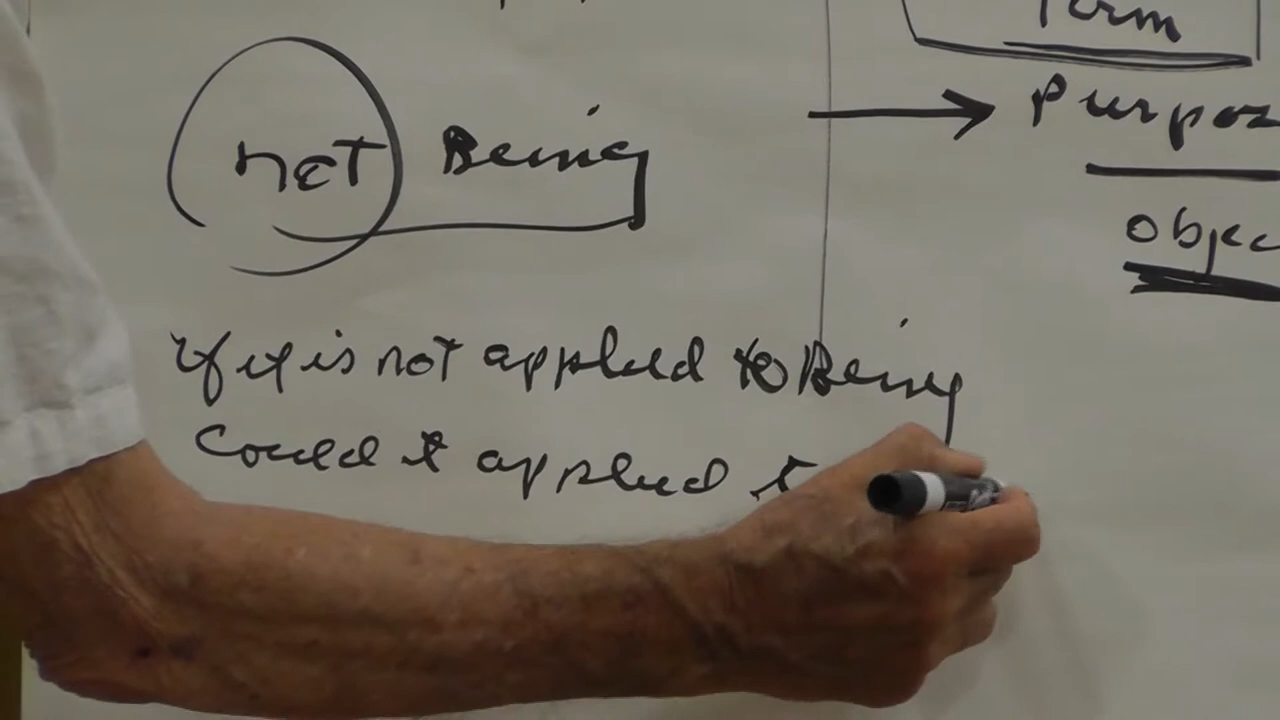 Term
not Being
Purpo
objec
If it is not applied to Being
Could it applied t